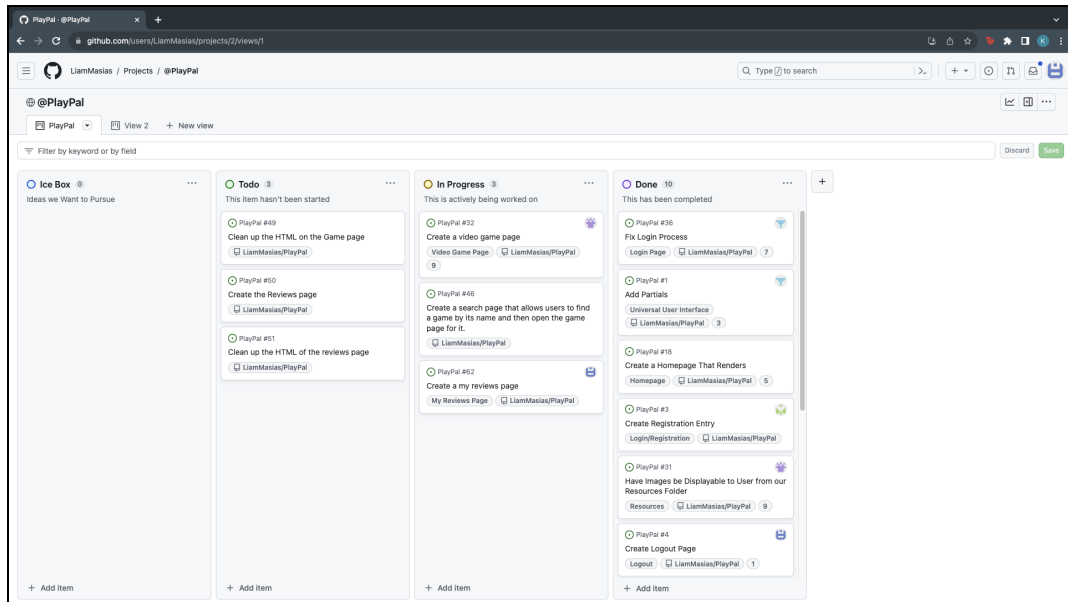 PlayPal · @PlayPal
github.com/users/LiamMasias/projects/2/views/1
K
LiamMasias / Projects / @PlayPal
Type / to search
@PlayPal
PlayPal
View 2
+ New view
Filter by keyword or by field
Discard
Save
Ice Box 0
Ideas we Want to Pursue
+ Add item
Todo 3
This item hasn't been started
PlayPal #49
Clean up the HTML on the Game page
LiamMasias/PlayPal
PlayPal #50
Create the Reviews page
LiamMasias/PlayPal
PlayPal #51
Clean up the HTML of the reviews page
LiamMasias/PlayPal
+ Add item
In Progress 3
This is actively being worked on
PlayPal #32
Create a video game page
Video Game Page LiamMasias/PlayPal
9
PlayPal #46
Create a search page that allows users to find
a game by its name and then open the game
page for it.
LiamMasias/PlayPal
PlayPal #62
Create a my reviews page
My Reviews Page LiamMasias/PlayPal
+ Add item
Done 10
This has been completed
PlayPal #36
Fix Login Process
Login Page LiamMasias/PlayPal 7
PlayPal #1
Add Partials
Universal User Interface
LiamMasias/PlayPal 3
PlayPal #18
Create a Homepage That Renders
Homepage LiamMasias/PlayPal 5
PlayPal #3
Create Registration Entry
Login/Registration LiamMasias/PlayPal
PlayPal #31
Have Images be Displayable to User from our
Resources Folder
Resources LiamMasias/PlayPal 9
PlayPal #4
Create Logout Page
Logout LiamMasias/PlayPal 1
+ Add item